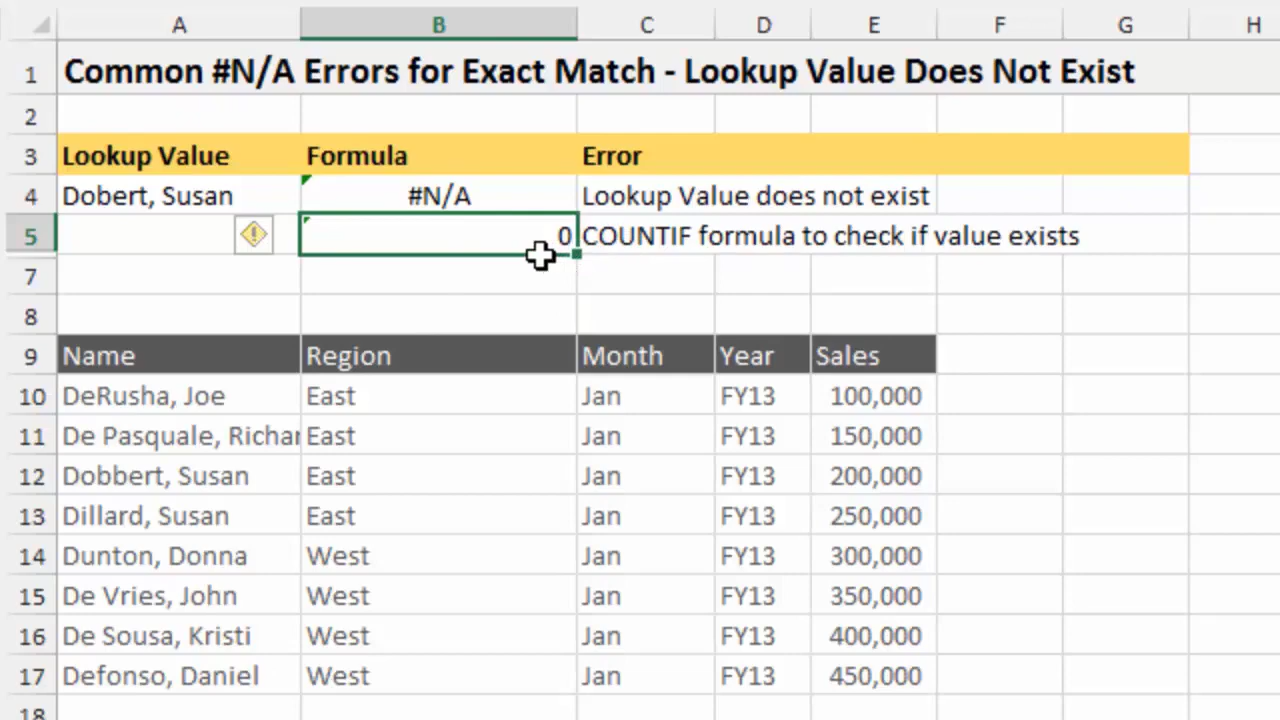 A B C D E F G H
1 Common #N/A Errors for Exact Match - Lookup Value Does Not Exist
2
3 Lookup Value Formula Error
4 Dobert, Susan #N/A Lookup Value does not exist
5 0 COUNTIF formula to check if value exists
7
8
9 Name Region Month Year Sales
10 DeRusha, Joe East Jan FY13 100,000
11 De Pasquale, Richar East Jan FY13 150,000
12 Dobbert, Susan East Jan FY13 200,000
13 Dillard, Susan East Jan FY13 250,000
14 Dunton, Donna West Jan FY13 300,000
15 De Vries, John West Jan FY13 350,000
16 De Sousa, Kristi West Jan FY13 400,000
17 Defonso, Daniel West Jan FY13 450,000
18